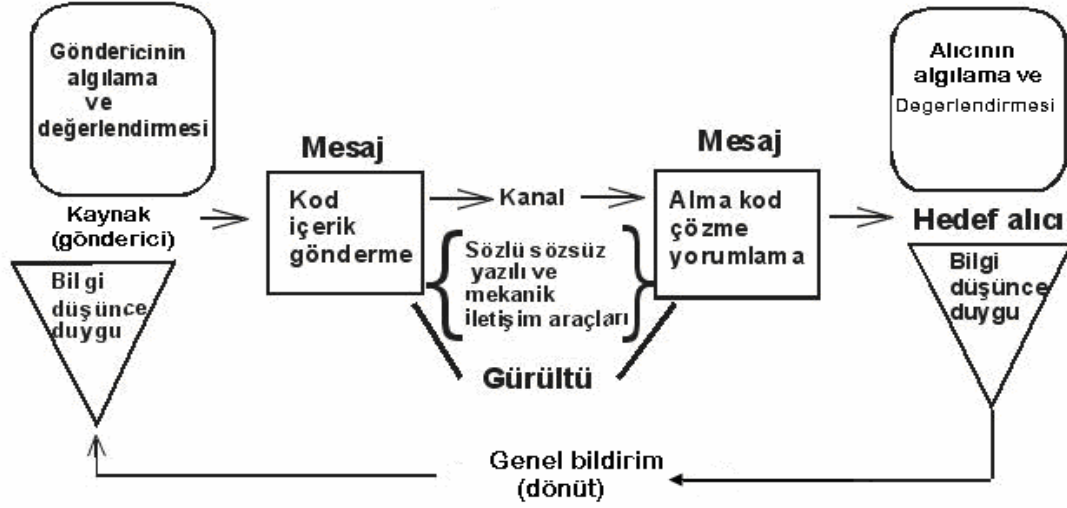 Göndericinin
algılama
ve
değerlendirmesi
Kaynak
(gönderici)
Bilgi
düşünce
duygu
Mesaj
Kod
içerik
gönderme
Kanal
Sözlü sözsüz
yazılı ve
mekanik
iletişim araçları
Gürültü
Mesaj
Alma kod
çözme
yorumlama
Alıcının
algılama ve
Degerlendirmesi
Hedef alıcı
Bilgi
düşünce
duygu
Genel bildirim
(dönüt)